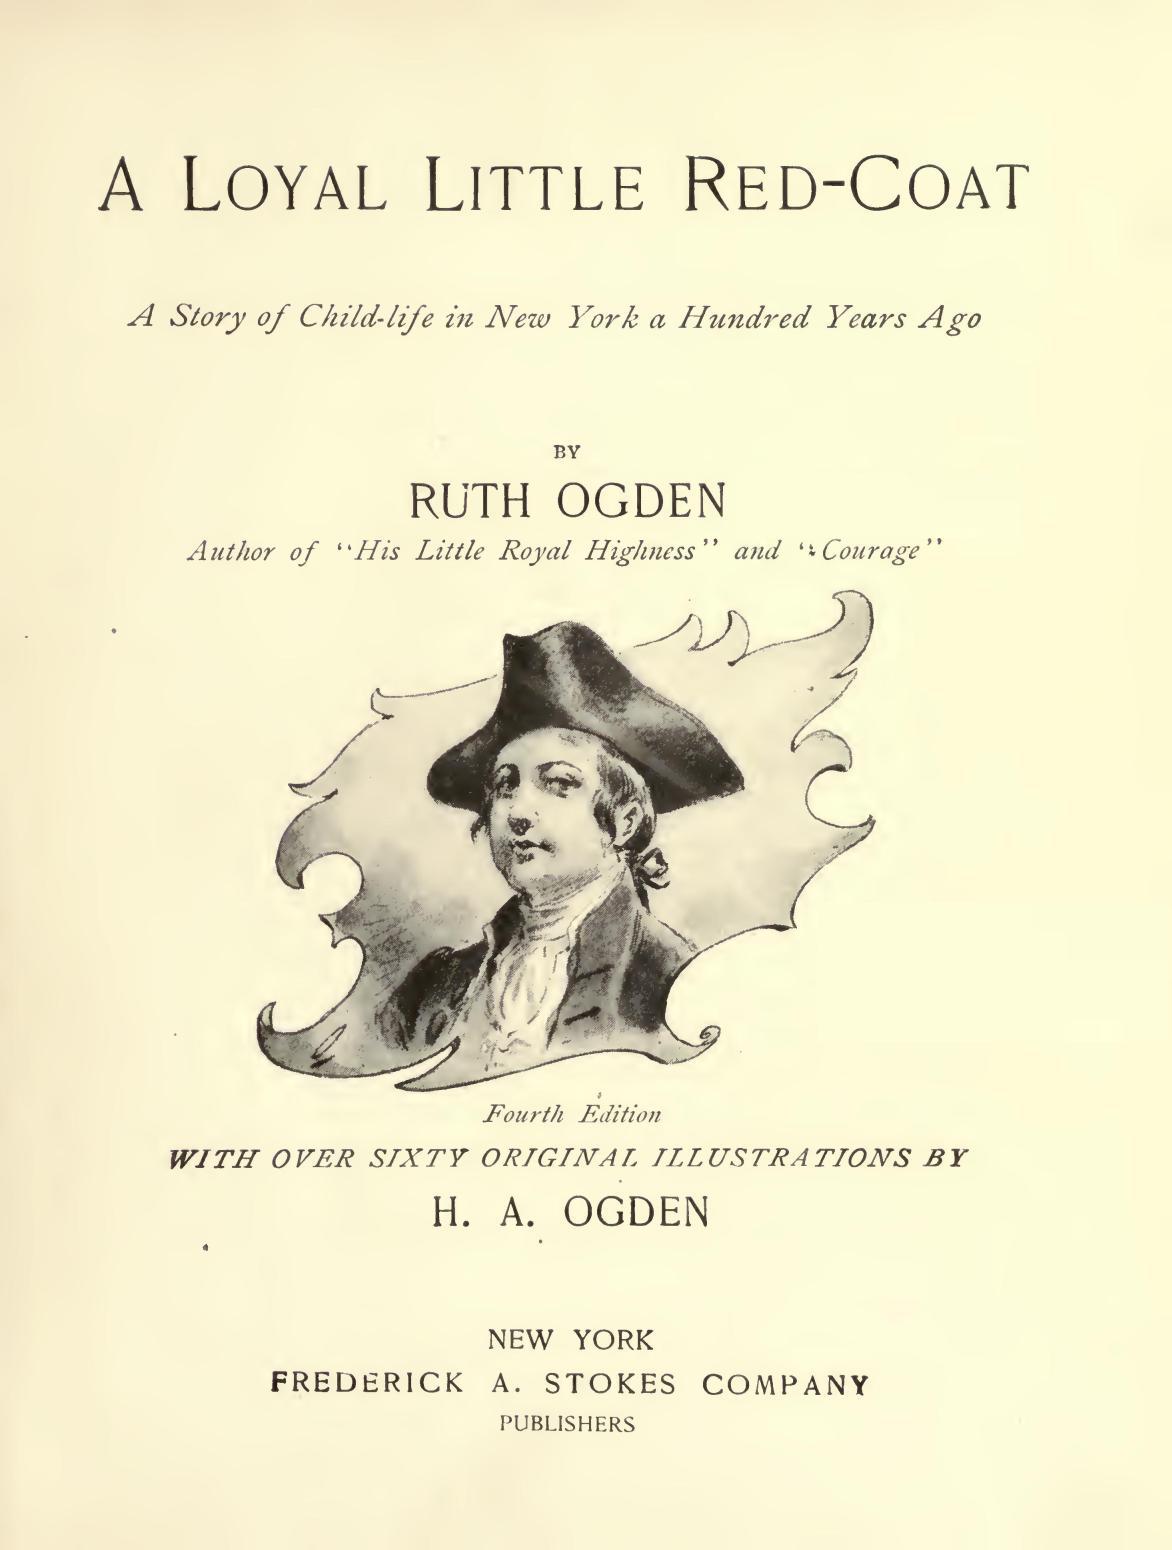 A LOYAL LITTLE RED-COAT
A Story of Child-life in New York a Hundred Years Ago
BY
RUTH OGDEN
Author of "His Little Royal Highness" and "Courage"
Fourth Edition
WITH OVER SIXTY ORIGINAL ILLUSTRATIONS BY
H. A. OGDEN
NEW YORK
FREDERICK A. STOKES COMPANY
PUBLISHERS